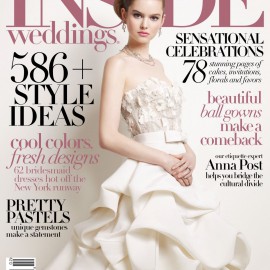 INSIDE
weddings.
SENSATIONAL
CELEBRATIONS
78 stunning pages of
cakes, invitations,
florals and favors
586+
STYLE
IDEAS
beautiful
ball gowns
make a
comeback
cool colors,
fresh designs
62 bridesmaid
dresses hot off the
New York runway
our etiquette expert
Anna Post
helps you bridge the
cultural divide
PRETTY
PASTELS
unique gemstones
make a statement